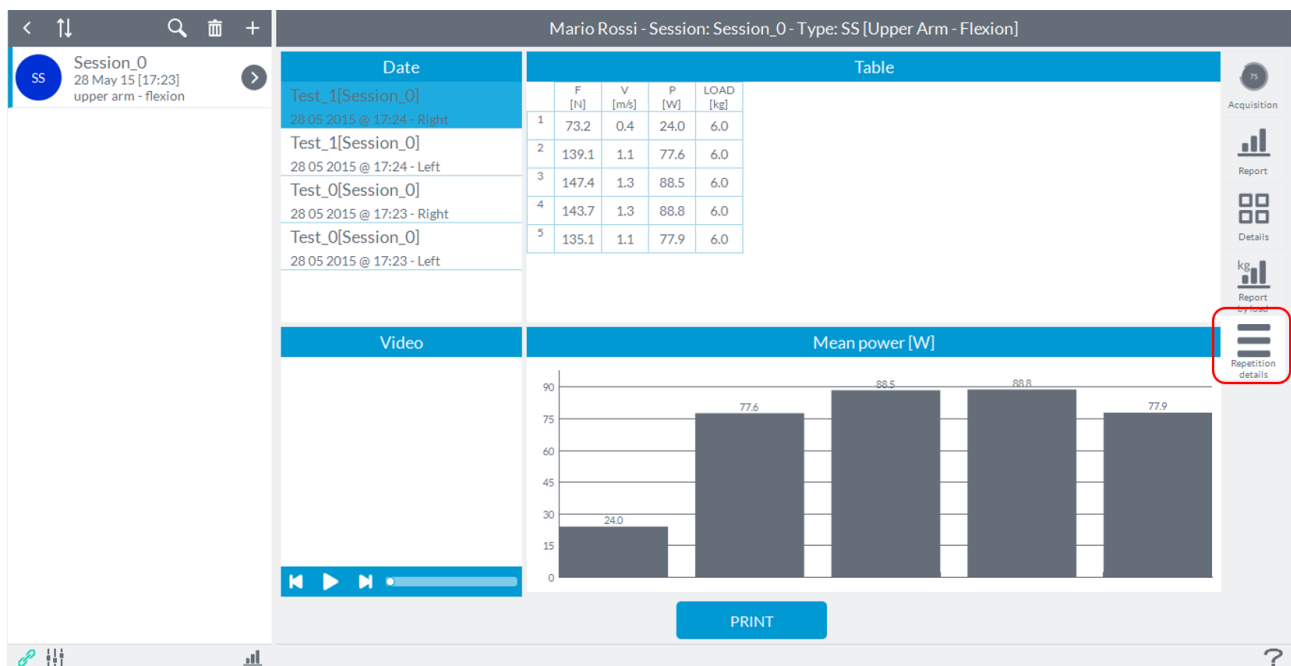 Mario Rossi - Session: Session_0 - Type: SS [Upper Arm - Flexion]
SS
Session_0
28 May 15 [17:23]
upper arm - flexion
Date
Test_1[Session_0]
28 05 2015 @ 17:24 - Right
Test_1[Session_0]
28 05 2015 @ 17:24 - Left
Test_0[Session_0]
28 05 2015 @ 17:23 - Right
Test_0[Session_0]
28 05 2015 @ 17:23 - Left
Table
F V P LOAD
[N] [m/s] [W] [kg]
1 73.2 0.4 24.0 6.0
2 139.1 1.1 77.6 6.0
3 147.4 1.3 88.5 6.0
4 143.7 1.3 88.8 6.0
5 135.1 1.1 77.9 6.0
75
Acquisition
Report
Details
kg
Report
by load
Repetition
details
Video
Mean power [W]
90
75
60
45
30
15
0
24.0
77.6
88.5
88.8
77.9
PRINT
?